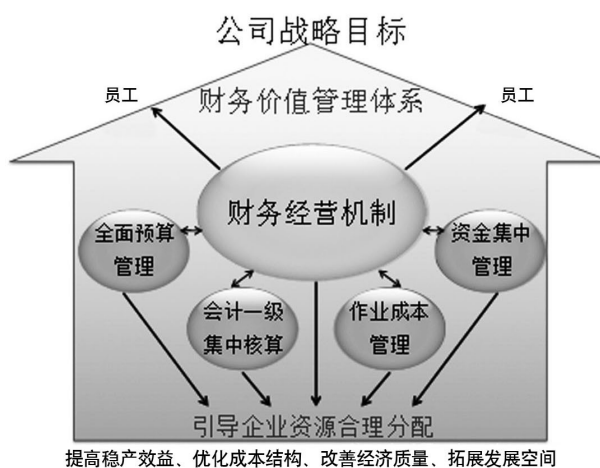 公司战略目标
员工
财务价值管理体系
员工
财务经营机制
全面预算
管理
资金集中
管理
会计一级
集中核算
作业成本
管理
引导企业资源合理分配
提高稳产效益、优化成本结构、改善经济质量、拓展发展空间